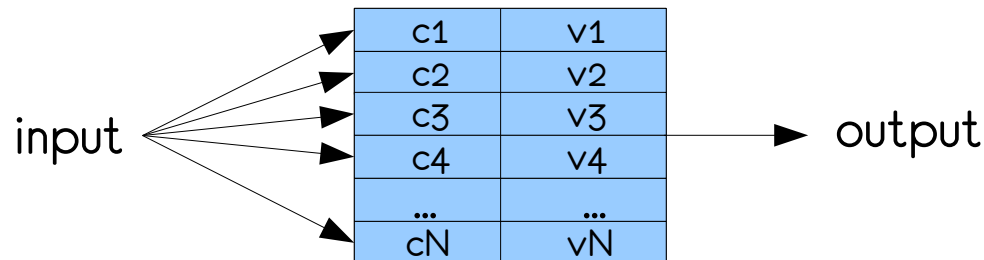 c1 v1
c2 v2
c3 v3
input
output
c4 v4
... ...
cN vN